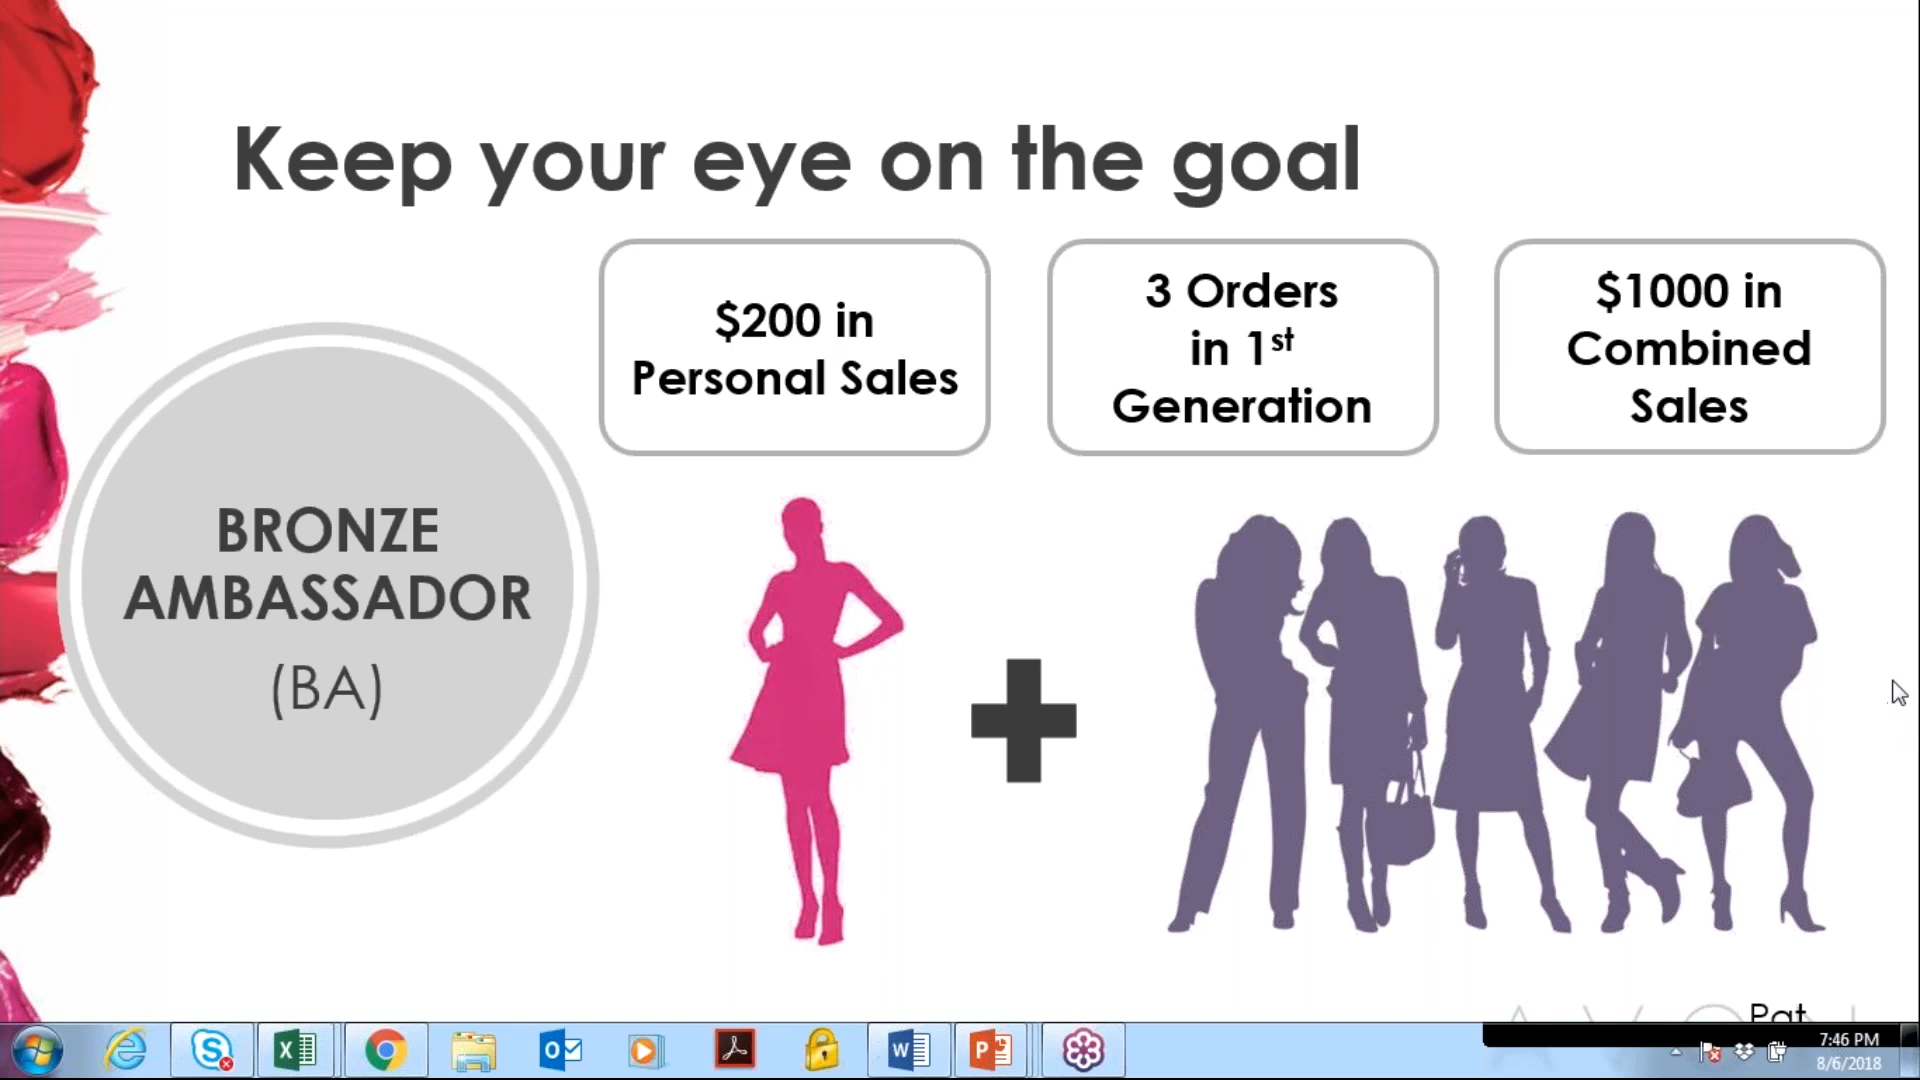 Keep your eye on the goal
$200 in
Personal Sales
3 Orders
in 1st
Generation
$1000 in
Combined
Sales
BRONZE
AMBASSADOR
(BA)
AVON
Pat
7:46 PM
8/6/2018